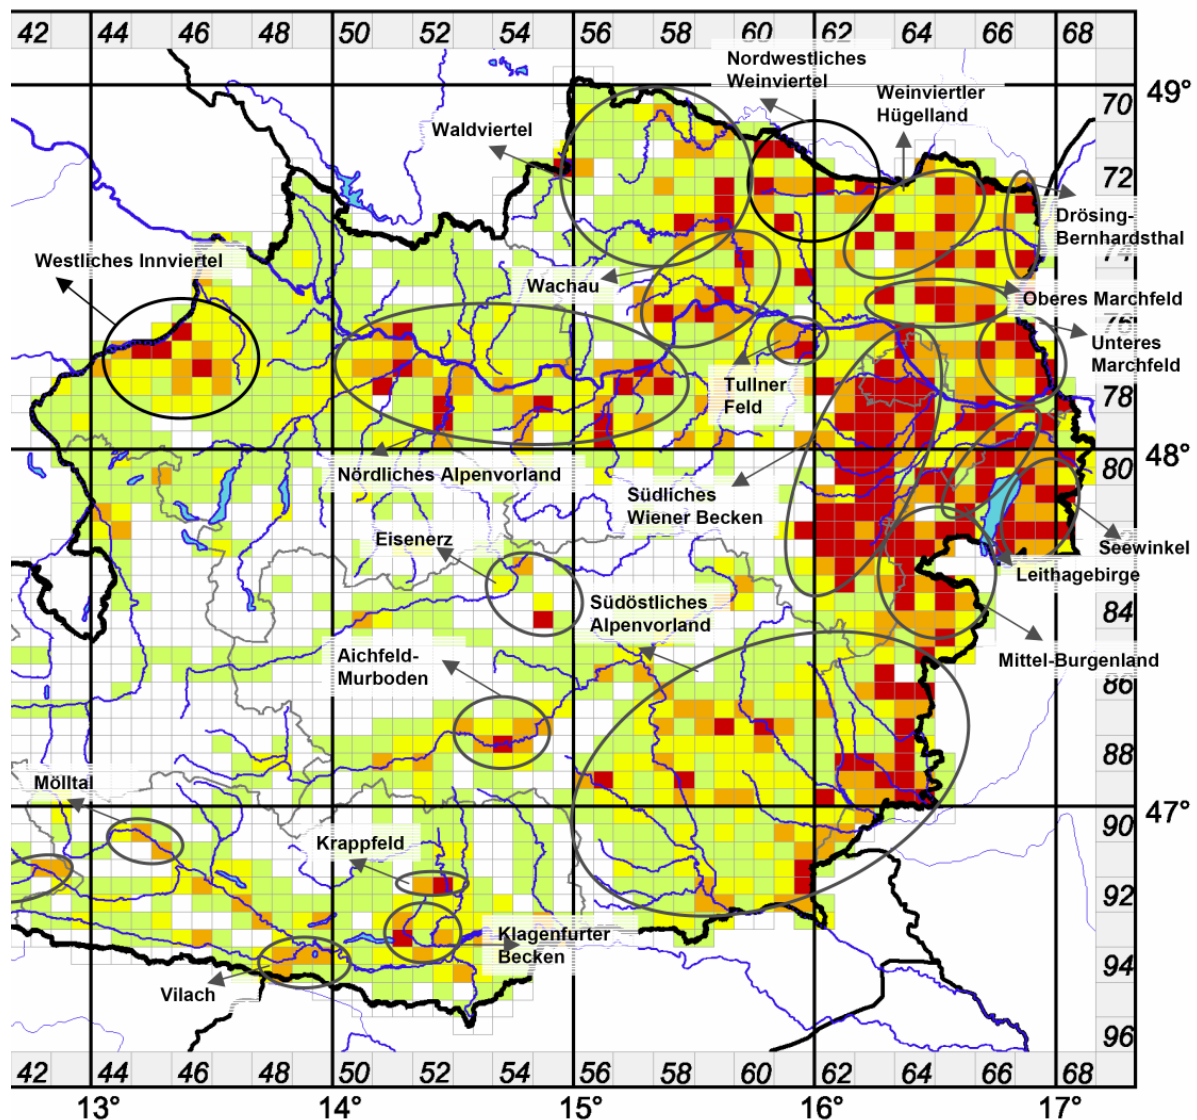 42 44 46 48 50 52 54 56 58 60 62 64 66 68
Nordwestliches
Weinviertel
Weinviertler
Hügelland
70
49°
Waldviertel
72
Drösing-
Bernhardsthal
74
Westliches Innviertel
Wachau
Oberes Marchfeld
76
Unteres
Marchfeld
Tullner
Feld
78
48°
Nördliches Alpenvorland
80
Südliches
Wiener Becken
Eisenerz
Seewinkel
Leithagebirge
Südöstliches
Alpenvorland
84
Aichfeld-
Murboden
Mittel-Burgenland
86
88
Mölltal
47°
90
Krappfeld
92
Klagenfurter
Becken
94
Vilach
96
42 44 46 48 50 52 54 56 58 60 62 64 66 68
13° 14° 15° 16° 17°